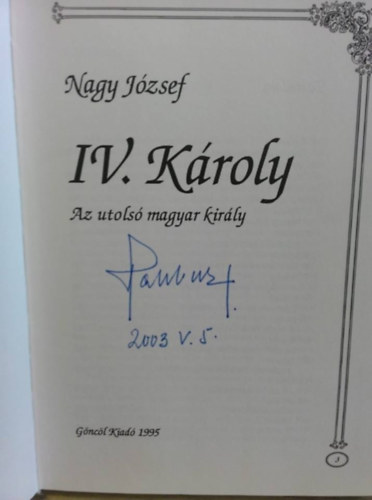 Nagy József
IV. Károly
Az utolsó magyar király
2003 V. 5.
Göncöl Kiadó 1995
3